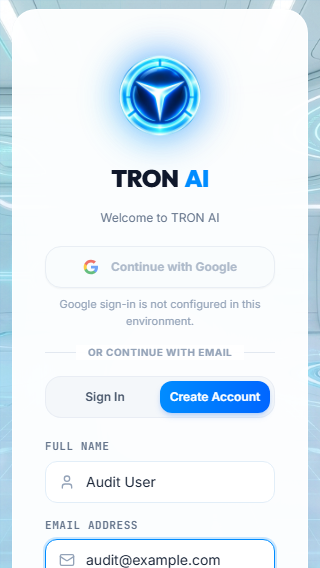 TRON AI
Welcome to TRON AI
Continue with Google
Google sign-in is not configured in this
environment.
OR CONTINUE WITH EMAIL
Sign In
Create Account
FULL NAME
Audit User
EMAIL ADDRESS
audit@example.com